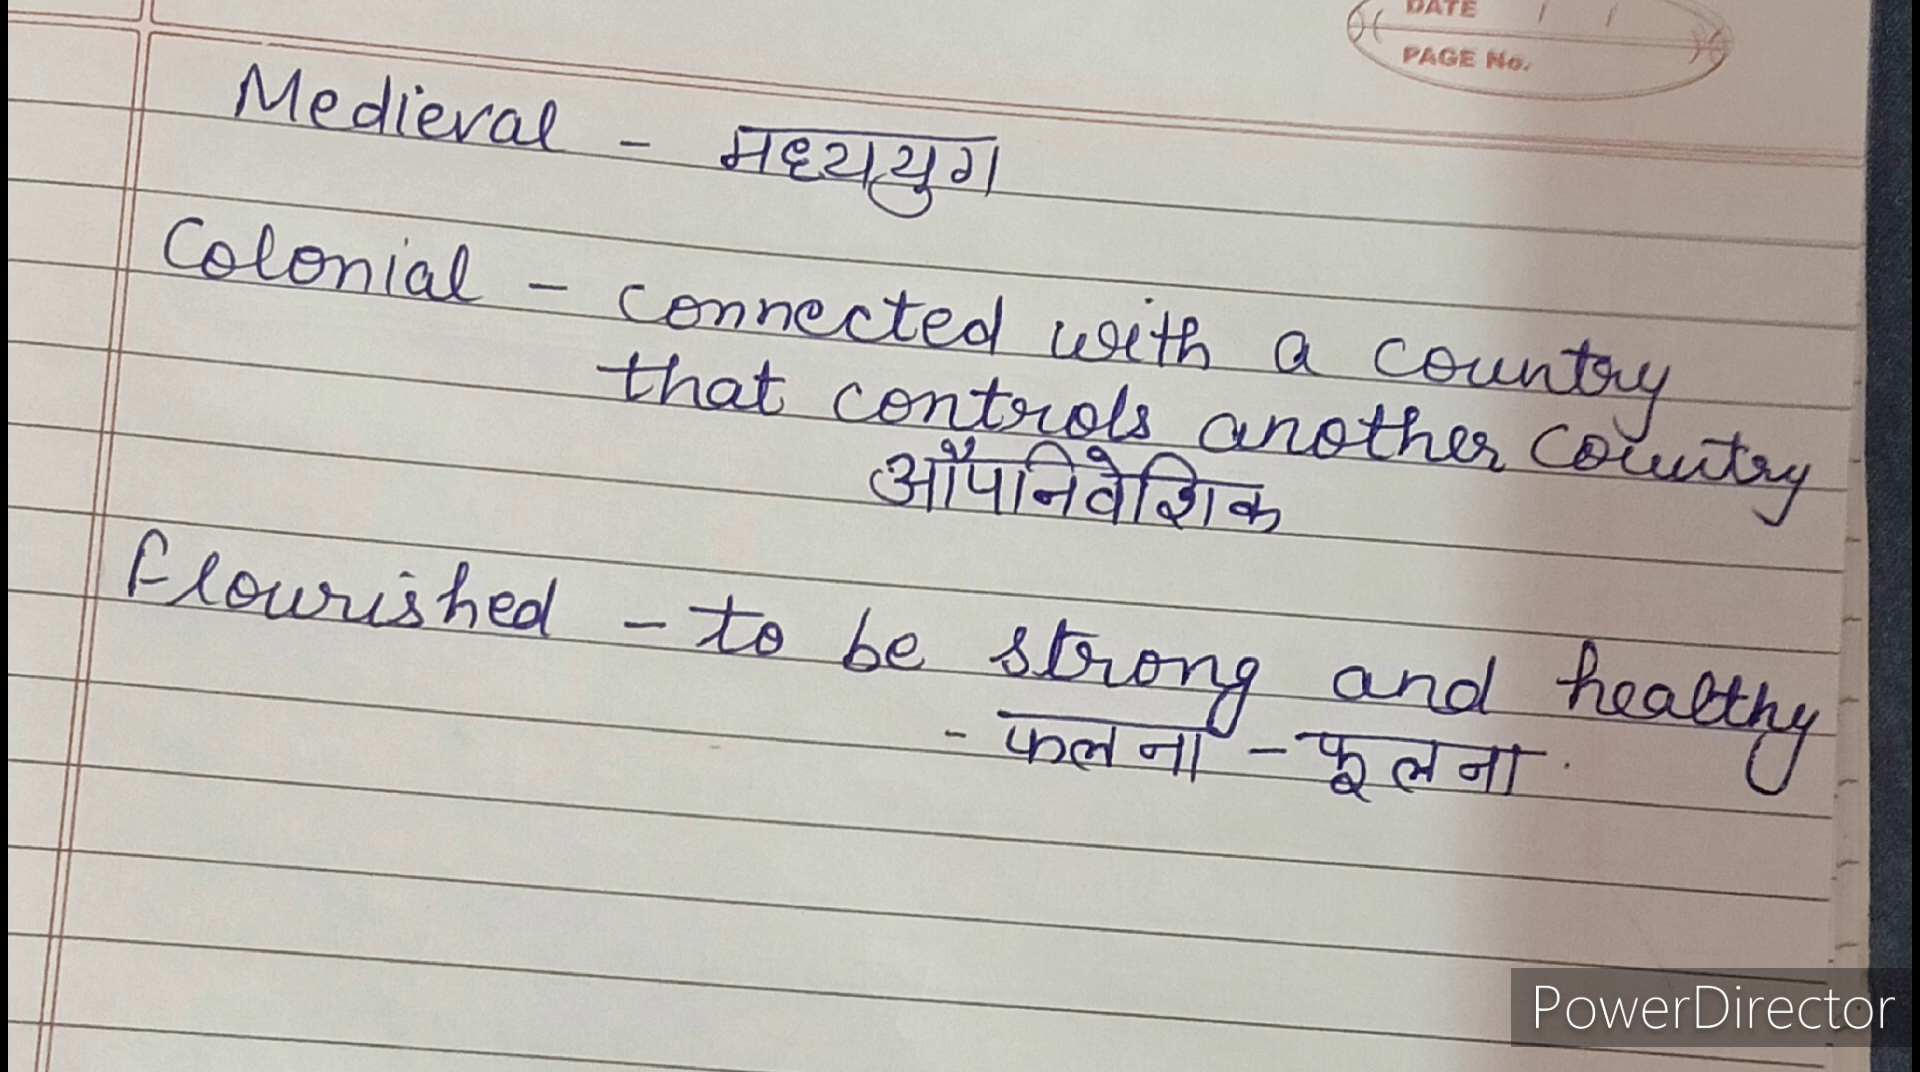 DATE / /
PAGE No.
Medieval - मध्ययुग
Colonial - connected with a country
that controls another country
औपनिवेशिक
flourished - to be strong and healthy
- फलना - फूलना.
PowerDirector